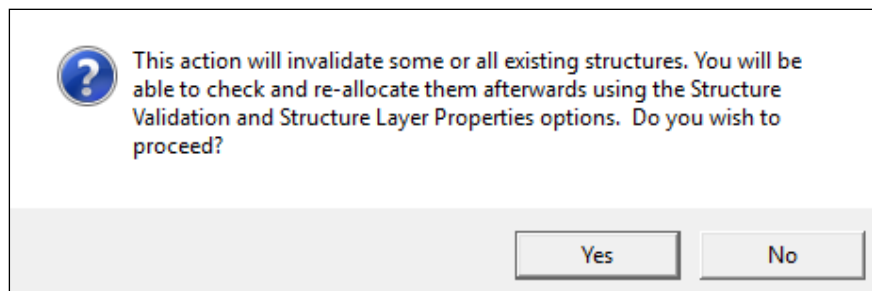 This action will invalidate some or all existing structures. You will be
able to check and re-allocate them afterwards using the Structure
Validation and Structure Layer Properties options.  Do you wish to
proceed?
Yes
No